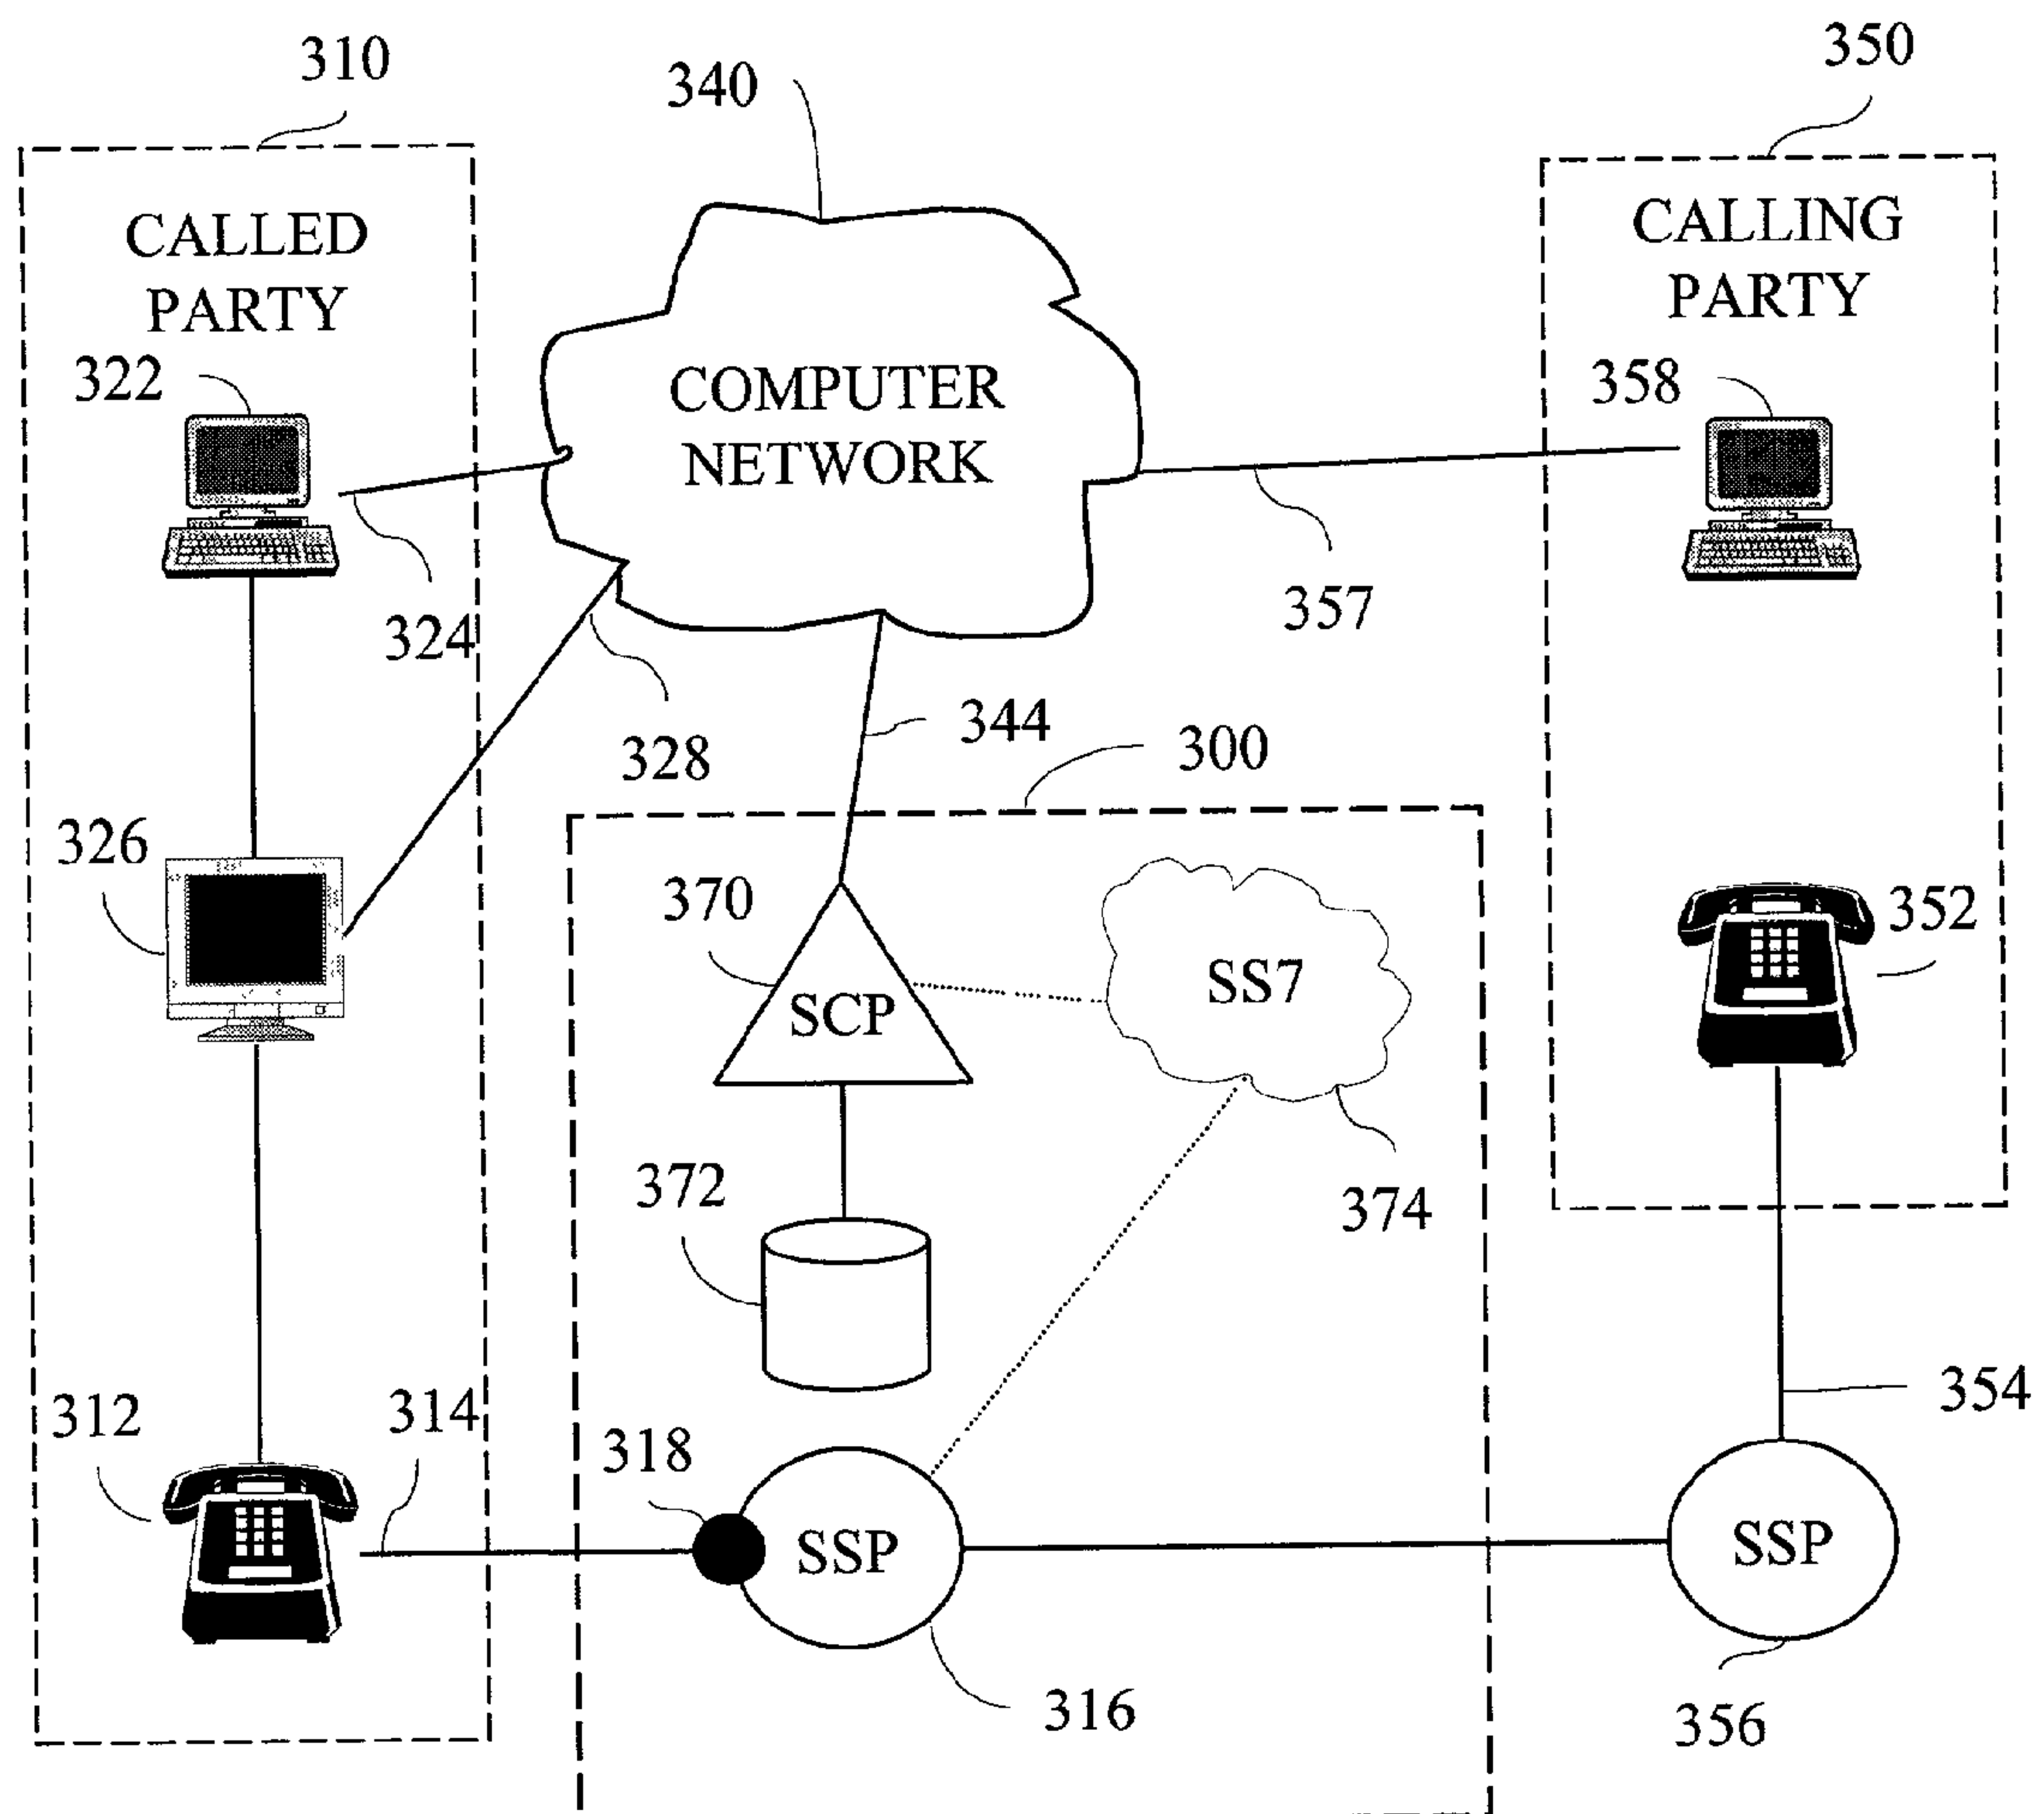 310
350
340
CALLED
PARTY
CALLING
PARTY
322
358
COMPUTER
NETWORK
324
357
328
344
300
326
370
352
SCP
SS7
372
374
312
314
318
354
SSP
SSP
316
356